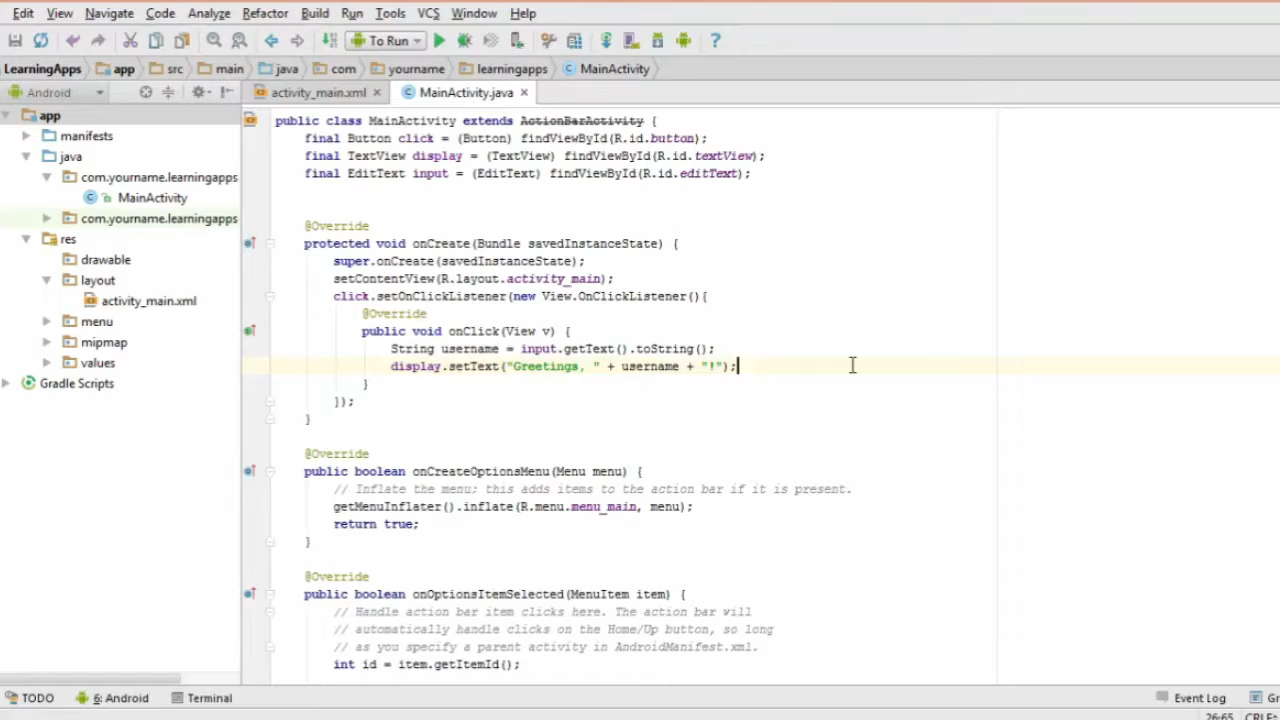 Edit View Navigate Code Analyze Refactor Build Run Tools VCS Window Help
To Run
LearningApps app src main java com yourname learningapps MainActivity
Android activity_main.xml MainActivity.java
app
manifests
java
com.yourname.learningapps
MainActivity
com.yourname.learningapps
res
drawable
layout
activity_main.xml
menu
mipmap
values
Gradle Scripts
public class MainActivity extends ActionBarActivity {
final Button click = (Button) findViewById(R.id.button);
final TextView display = (TextView) findViewById(R.id.textView);
final EditText input = (EditText) findViewById(R.id.editText);
@Override
protected void onCreate(Bundle savedInstanceState) {
super.onCreate(savedInstanceState);
setContentView(R.layout.activity_main);
click.setOnClickListener(new View.OnClickListener(){
@Override
public void onClick(View v) {
String username = input.getText().toString();
display.setText("Greetings, " + username + "!");
}
});
}
@Override
public boolean onCreateOptionsMenu(Menu menu) {
// Inflate the menu; this adds items to the action bar if it is present.
getMenuInflater().inflate(R.menu.menu_main, menu);
return true;
}
@Override
public boolean onOptionsItemSelected(MenuItem item) {
// Handle action bar item clicks here. The action bar will
// automatically handle clicks on the Home/Up button, so long
// as you specify a parent activity in AndroidManifest.xml.
int id = item.getItemId();
TODO 6: Android Terminal Event Log Gr
26:65 CRLF